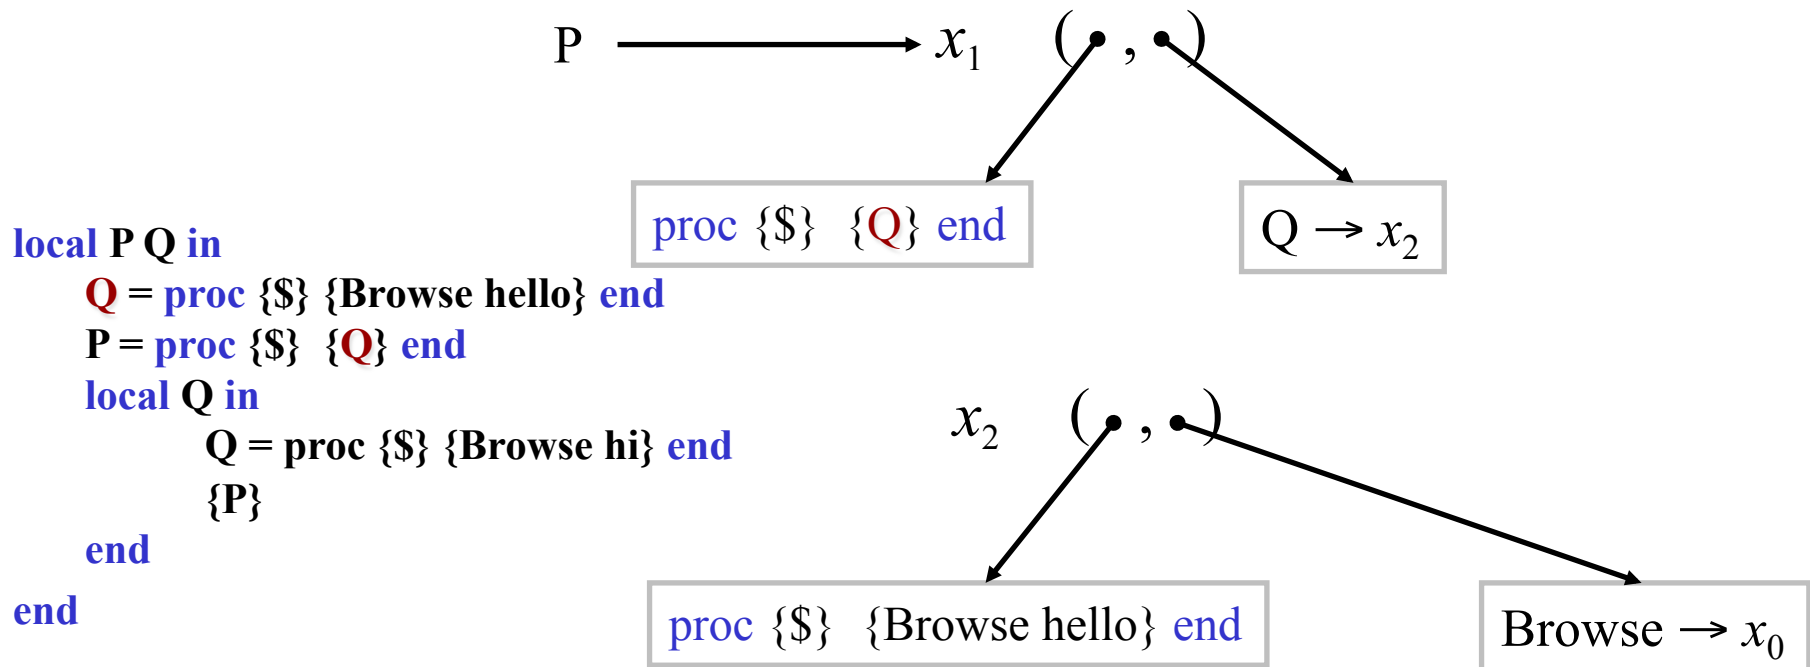 P x₁ ( , )
proc {$} {Q} end
Q → x₂
local P Q in
Q = proc {$} {Browse hello} end
P = proc {$} {Q} end
local Q in
Q = proc {$} {Browse hi} end
{P}
end
end
x₂ ( , )
proc {$} {Browse hello} end
Browse → x₀